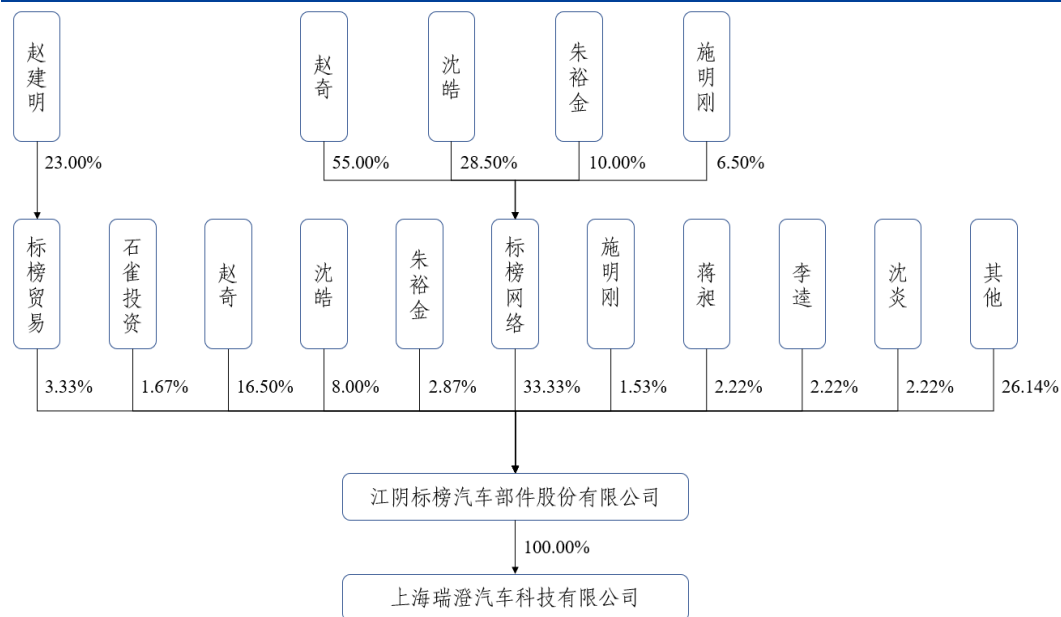 赵建明
赵奇
沈皓
朱裕金
施明刚
23.00%
55.00%
28.50%
10.00%
6.50%
标榜贸易
石雀投资
赵奇
沈皓
朱裕金
标榜网络
施明刚
蒋昶
李逵
沈炎
其他
3.33%
1.67%
16.50%
8.00%
2.87%
33.33%
1.53%
2.22%
2.22%
2.22%
26.14%
江阴标榜汽车部件股份有限公司
100.00%
上海瑞澄汽车科技有限公司